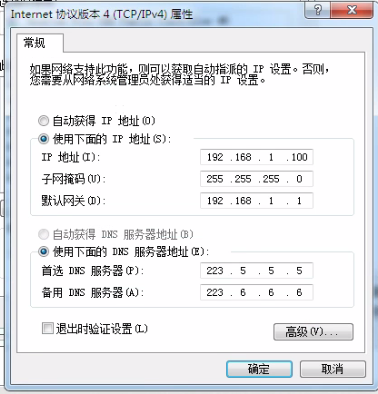 Internet 协议版本 4 (TCP/IPv4) 属性
常规
如果网络支持此功能，则可以获取自动指派的 IP 设置。否则，
您需要从网络系统管理员处获得适当的 IP 设置。
自动获得 IP 地址(O)
使用下面的 IP 地址(S):
IP 地址(I): 192 .168 . 1 .100
子网掩码(U): 255 .255 .255 . 0
默认网关(D): 192 .168 . 1 . 1
自动获得 DNS 服务器地址(B)
使用下面的 DNS 服务器地址(E):
首选 DNS 服务器(P): 223 . 5 . 5 . 5
备用 DNS 服务器(A): 223 . 6 . 6 . 6
退出时验证设置(L)
高级(V)...
确定
取消